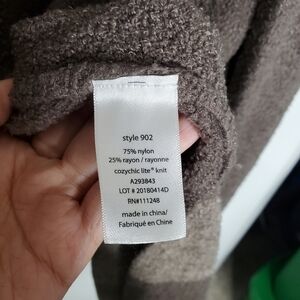 style 902
75% nylon
25% rayon / rayonne
cozychic lite® knit
A293843
LOT # 20180414D
RN#111248
made in china/
Fabriqué en Chine